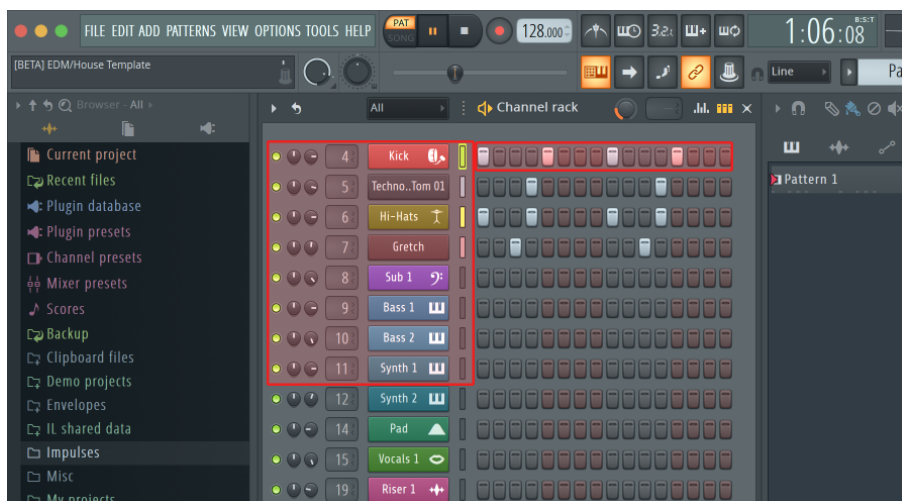 FILE EDIT ADD PATTERNS VIEW OPTIONS TOOLS HELP
PAT
SONG
128.000
3.2.
1:06:08
B:S:T
[BETA] EDM/House Template
Line
Pa
Browser - All
All
Channel rack
Current project
Recent files
Plugin database
Plugin presets
Channel presets
Mixer presets
Scores
Backup
Clipboard files
Demo projects
Envelopes
IL shared data
Impulses
Misc
My projects
4 Kick
5 Techno..Tom 01
6 Hi-Hats
7 Gretch
8 Sub 1
9 Bass 1
10 Bass 2
11 Synth 1
12 Synth 2
14 Pad
15 Vocals 1
19 Riser 1
Pattern 1